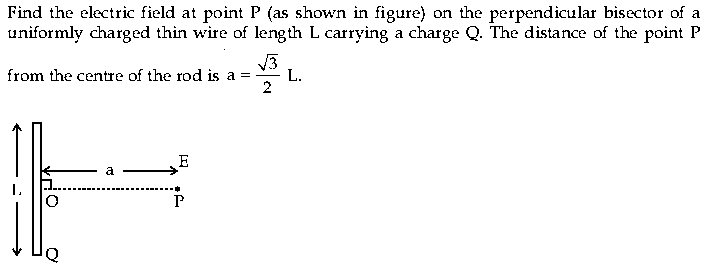 Find the electric field at point P (as shown in figure) on the perpendicular bisector of a
uniformly charged thin wire of length L carrying a charge Q. The distance of the point P
from the centre of the rod is a = √3/2 L.
E
a
L
O
P
Q